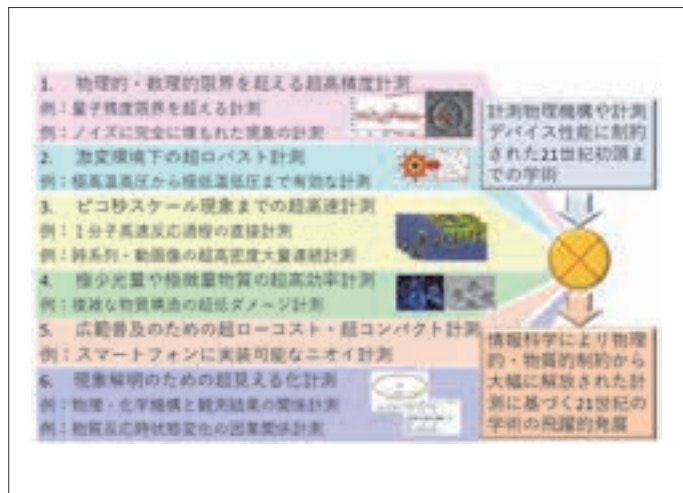 1. 物理的・数理的限界を超える超高精度計測
例：量子精度限界を超える計測
例：ノイズに完全に埋もれた現象の計測
2. 激変環境下の超ロバスト計測
例：極高温高圧から極低温低圧まで有効な計測
3. ピコ秒スケール現象までの超高速計測
例：1分子高速反応過程の直接計測
例：時系列・動画像の超高密度大量連続計測
4. 極少光量や極微量物質の超高効率計測
例：複雑な物質構造の超低ダメージ計測
5. 広範普及のための超ローコスト・超コンパクト計測
例：スマートフォンに実装可能なニオイ計測
6. 現象解明のための超見える化計測
例：物理・化学機構と観測結果の関係計測
例：物質反応時状態変化の因果関係計測
計測物理機構や計測
デバイス性能に制約
された21世紀初頭ま
での学術
情報科学により物理
的・物質的制約から
大幅に解放された計
測に基づく21世紀の
学術の飛躍的発展